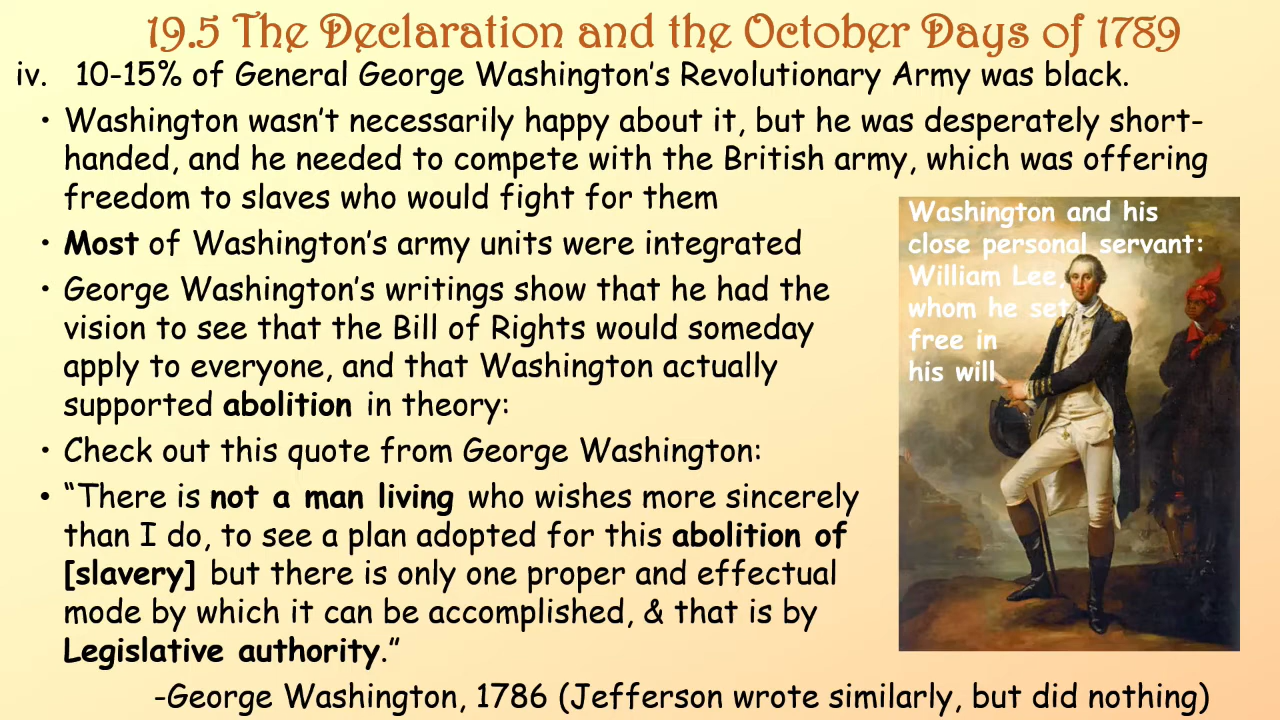 19.5 The Declaration and the October Days of 1789
iv. 10-15% of General George Washington's Revolutionary Army was black.
• Washington wasn't necessarily happy about it, but he was desperately short-
handed, and he needed to compete with the British army, which was offering
freedom to slaves who would fight for them
• Most of Washington's army units were integrated
• George Washington's writings show that he had the
vision to see that the Bill of Rights would someday
apply to everyone, and that Washington actually
supported abolition in theory:
• Check out this quote from George Washington:
• “There is not a man living who wishes more sincerely
than I do, to see a plan adopted for this abolition of
[slavery] but there is only one proper and effectual
mode by which it can be accomplished, & that is by
Legislative authority.”
-George Washington, 1786 (Jefferson wrote similarly, but did nothing)
Washington and his
close personal servant:
William Lee,
whom he set
free in
his will